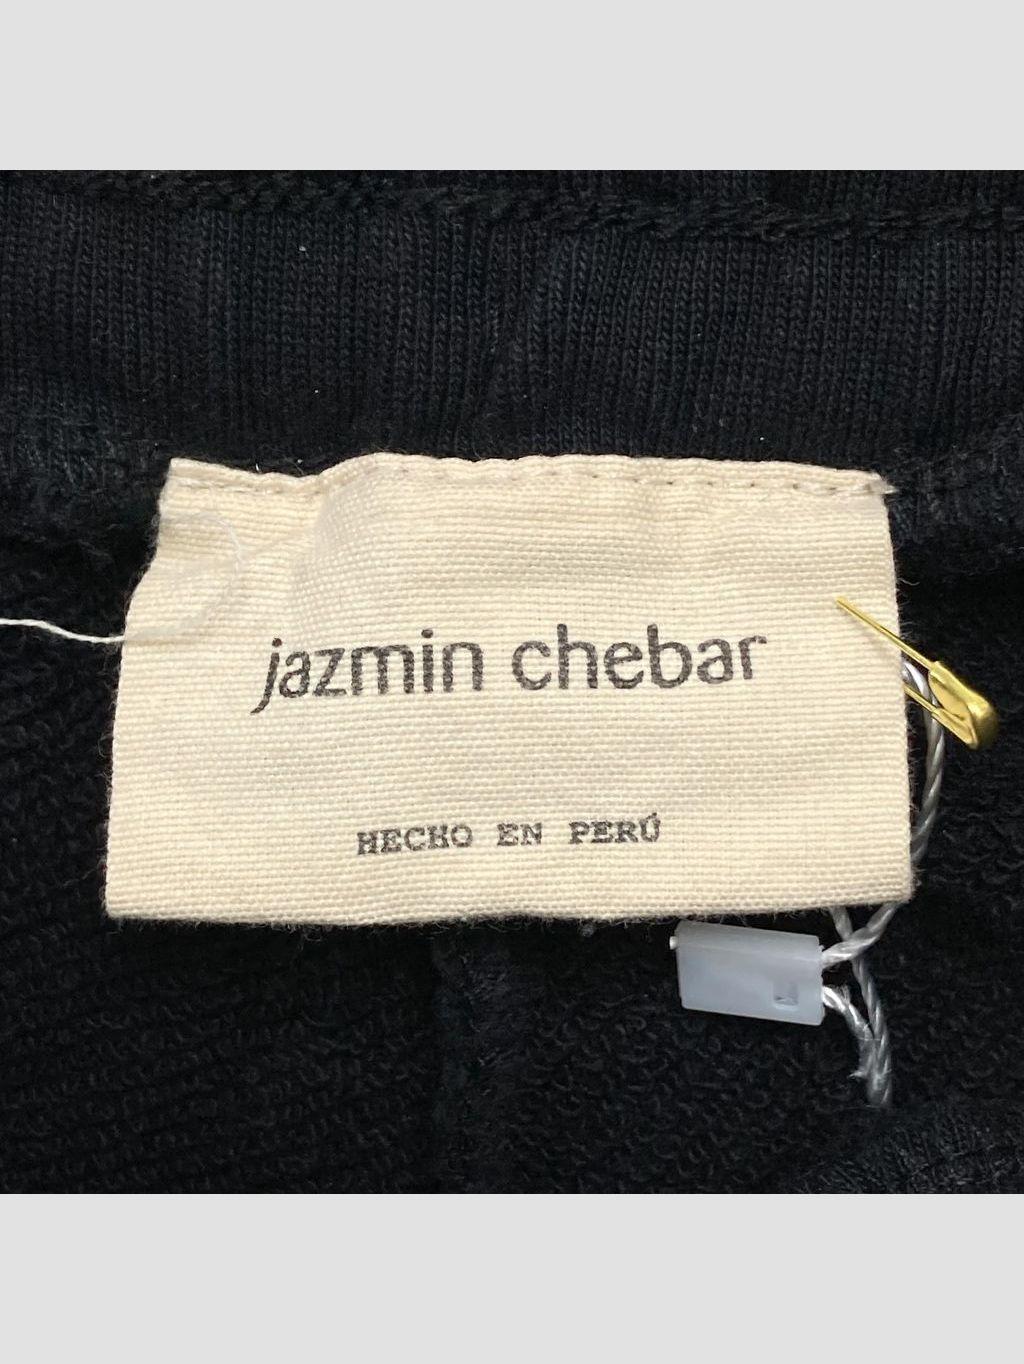 jazmin chebar
HECHO EN PERÚ